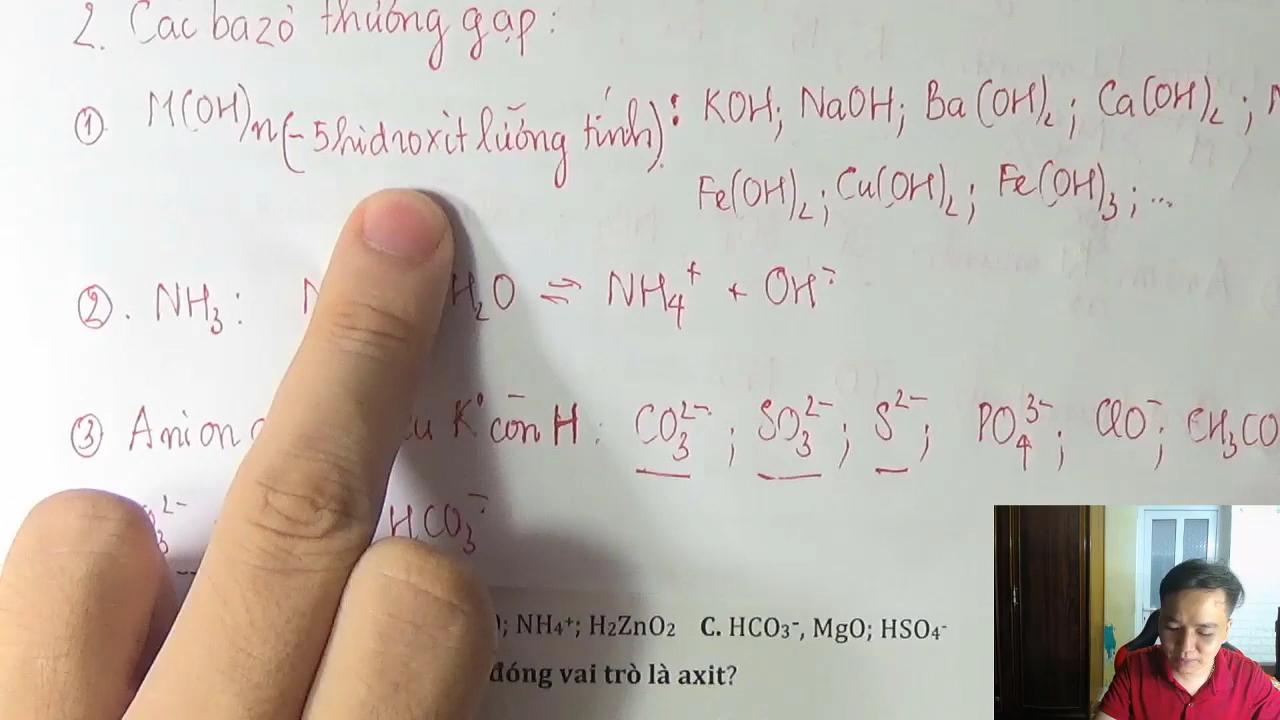 2. Các bazơ thường gặp:
① M(OH)n (- 5 hidroxit lưỡng tính): KOH; NaOH; Ba(OH)₂; Ca(OH)₂;
Fe(OH)₂; Cu(OH)₂; Fe(OH)₃; ...
②. NH₃: H₂O ⇌ NH₄⁺ + OH⁻
③ Anion K° còn H: CO₃²⁻; SO₃²⁻; S²⁻; PO₄³⁻; ClO⁻; CH₃CO
HCO₃⁻
; NH₄⁺; H₂ZnO₂ C. HCO₃⁻, MgO; HSO₄⁻
đóng vai trò là axit?